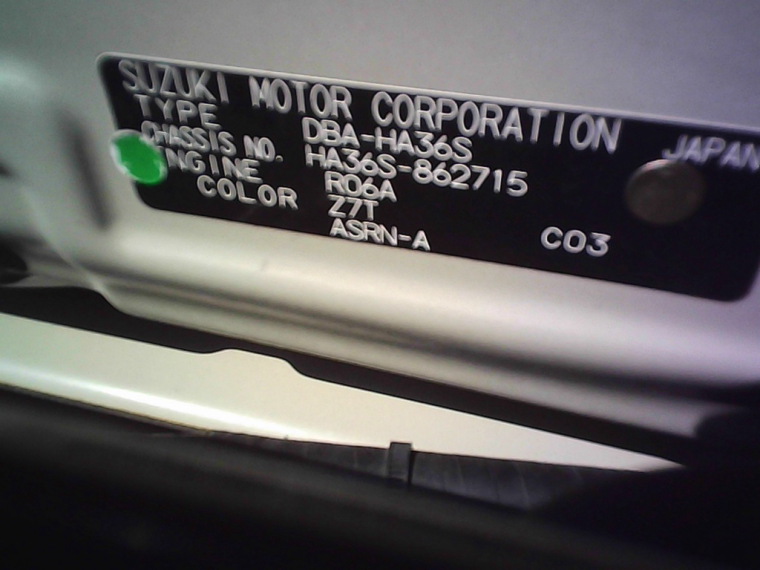 SUZUKI MOTOR CORPORATION JAPAN
TYPE DBA-HA36S
CHASSIS NO. HA36S-862715
ENGINE R06A
COLOR Z7T
ASRN-A C03